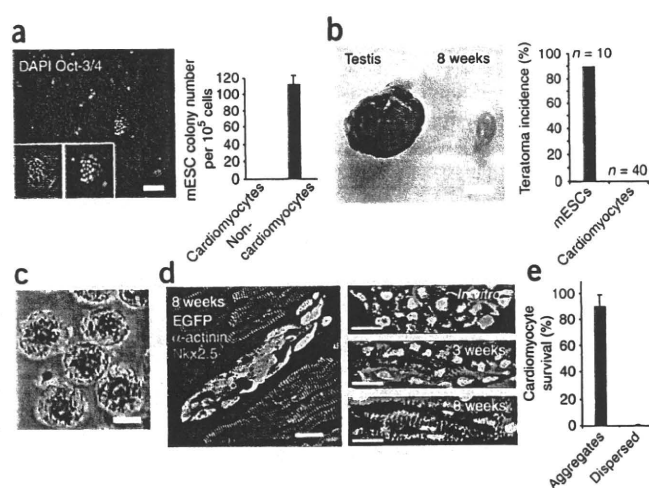 a
DAPI Oct-3/4
mESC colony number
per 10⁵ cells
120
100
80
60
40
20
0
Cardiomyocytes
Non-
cardiomyocytes
b
Testis
8 weeks
Teratoma incidence (%)
100
80
60
40
20
0
n = 10
n = 40
mESCs
Cardiomyocytes
c
d
8 weeks
EGFP
α-actinin
Nkx2.5
In vitro
3 weeks
8 weeks
e
Cardiomyocyte
survival (%)
100
80
60
40
20
0
Aggregates
Dispersed